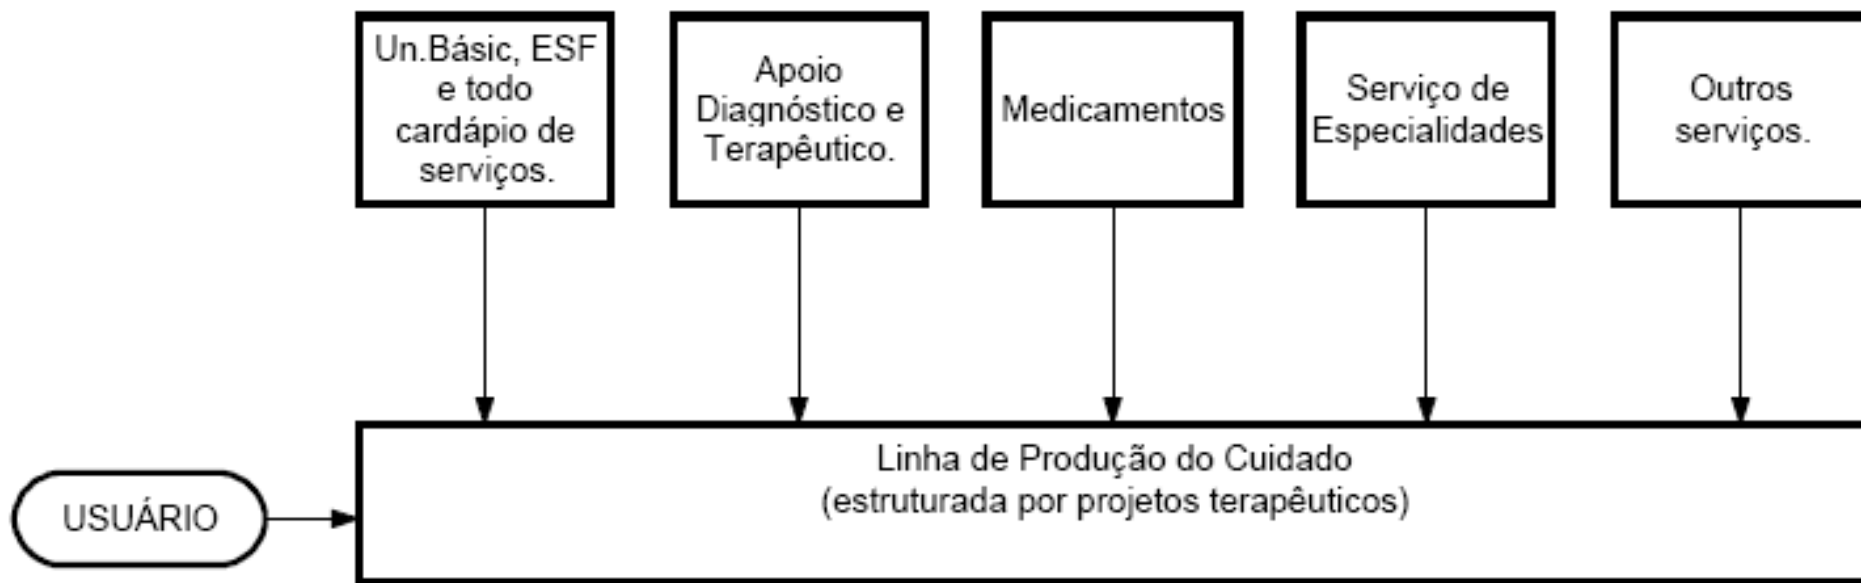 Un.Básic, ESF
e todo
cardápio de
serviços.
Apoio
Diagnóstico e
Terapêutico.
Medicamentos
Serviço de
Especialidades
Outros
serviços.
Linha de Produção do Cuidado
(estruturada por projetos terapêuticos)
USUÁRIO